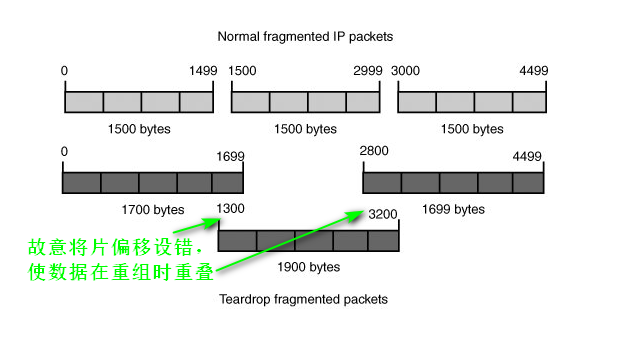 Normal fragmented IP packets
0 1499 1500 2999 3000 4499
1500 bytes 1500 bytes 1500 bytes
0 1699 2800 4499
1700 bytes 1300 3200 1699 bytes
故意将片偏移设错，
使数据在重组时重叠
1900 bytes
Teardrop fragmented packets